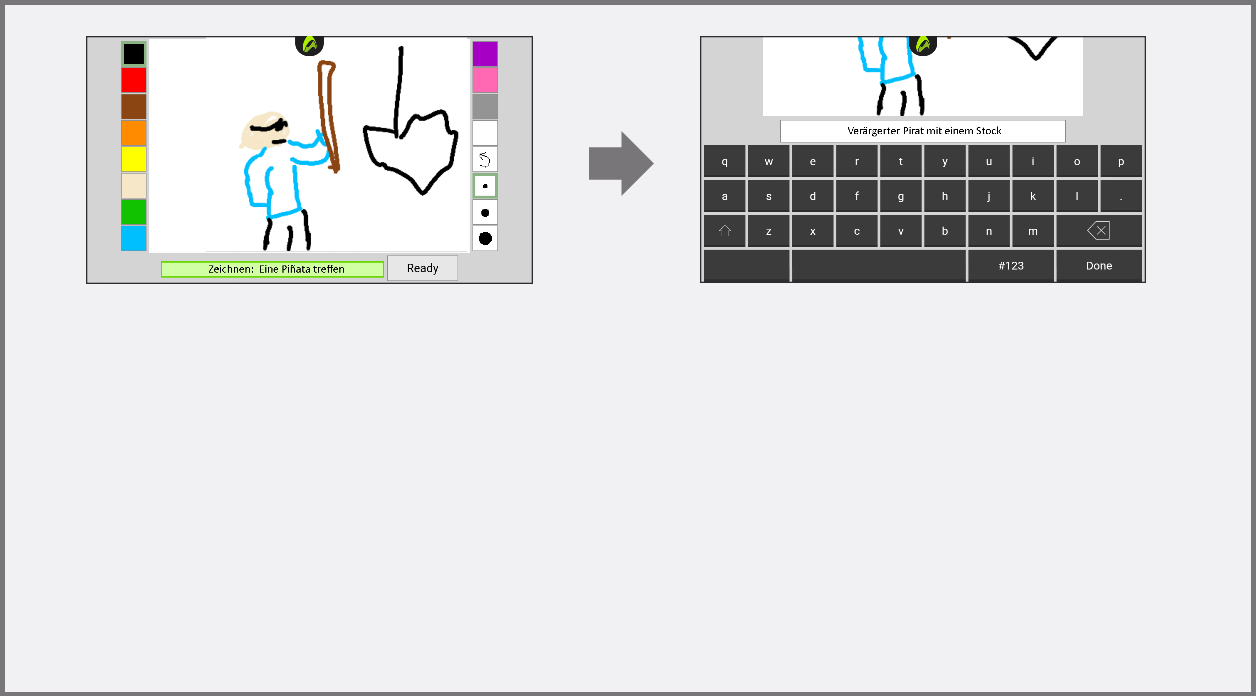 Zeichnen: Eine Piñata treffen
Ready
Verärgerter Pirat mit einem Stock
q w e r t y u i o p
a s d f g h j k l .
z x c v b n m
#123 Done